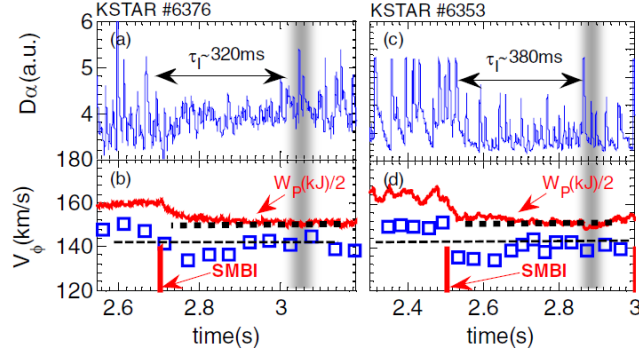 KSTAR #6376
KSTAR #6353
(a)
τI~320ms
(c)
τI~380ms
Dα(a.u.)
6
4
180
(b)
WP(kJ)/2
(d)
WP(kJ)/2
Vϕ(km/s)
160
140
120
SMBI
SMBI
2.6 2.8 3
2.4 2.6 2.8 3
time(s)
time(s)